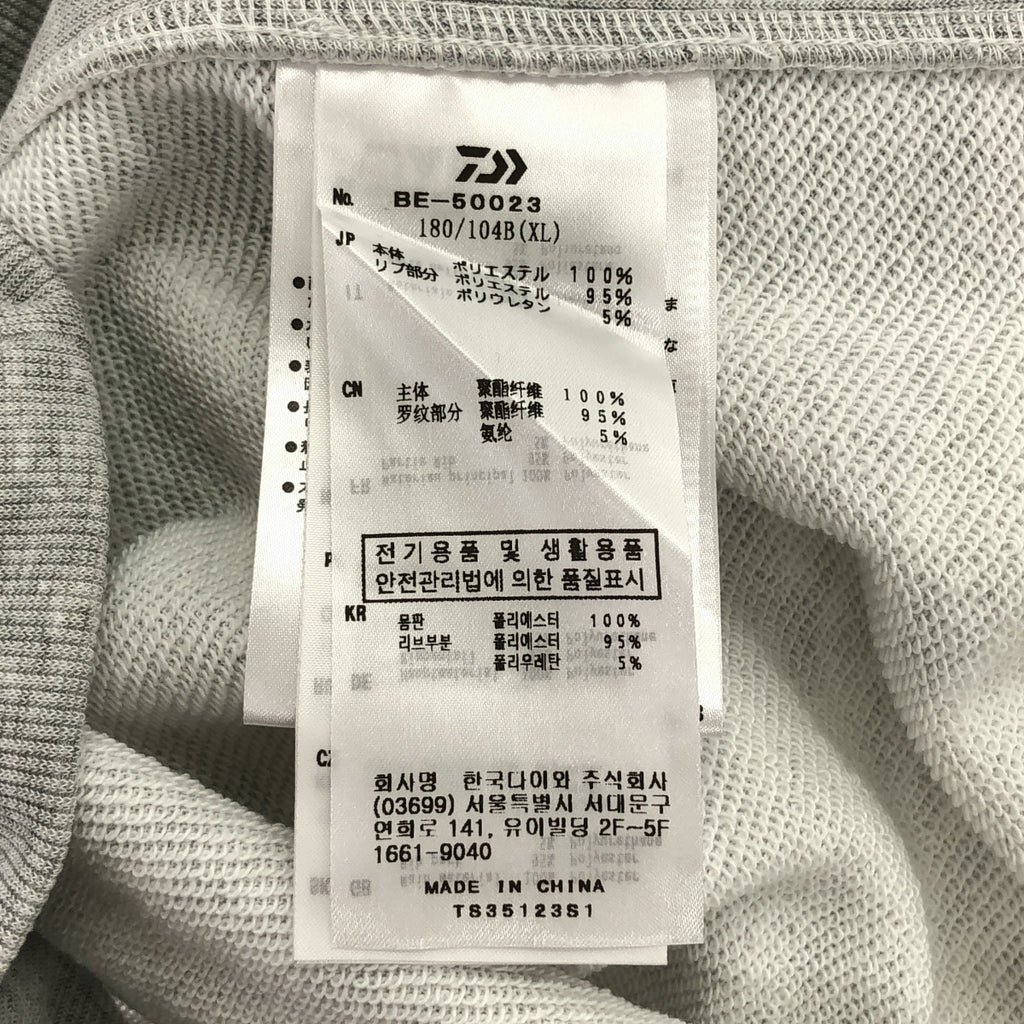 No. BE-50023
180/104B(XL)
JP 本体 ポリエステル 100%
リブ部分 ポリエステル 95%
ポリウレタン 5%
CN 主体 聚酯纤维 100%
罗纹部分 聚酯纤维 95%
氨纶 5%
전기용품 및 생활용품
안전관리법에 의한 품질표시
KR 몸판 폴리에스터 100%
리브부분 폴리에스터 95%
폴리우레탄 5%
회사명 한국다이와 주식회사
(03699) 서울특별시 서대문구
연희로 141, 유이빌딩 2F~5F
1661-9040
MADE IN CHINA
TS35123S1